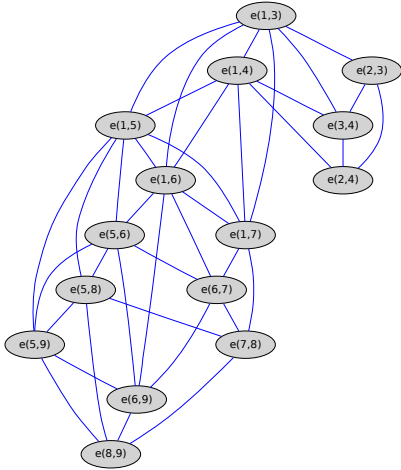 e(1,3)
e(1,4)
e(2,3)
e(1,5)
e(3,4)
e(1,6)
e(2,4)
e(5,6)
e(1,7)
e(5,8)
e(6,7)
e(5,9)
e(7,8)
e(6,9)
e(8,9)